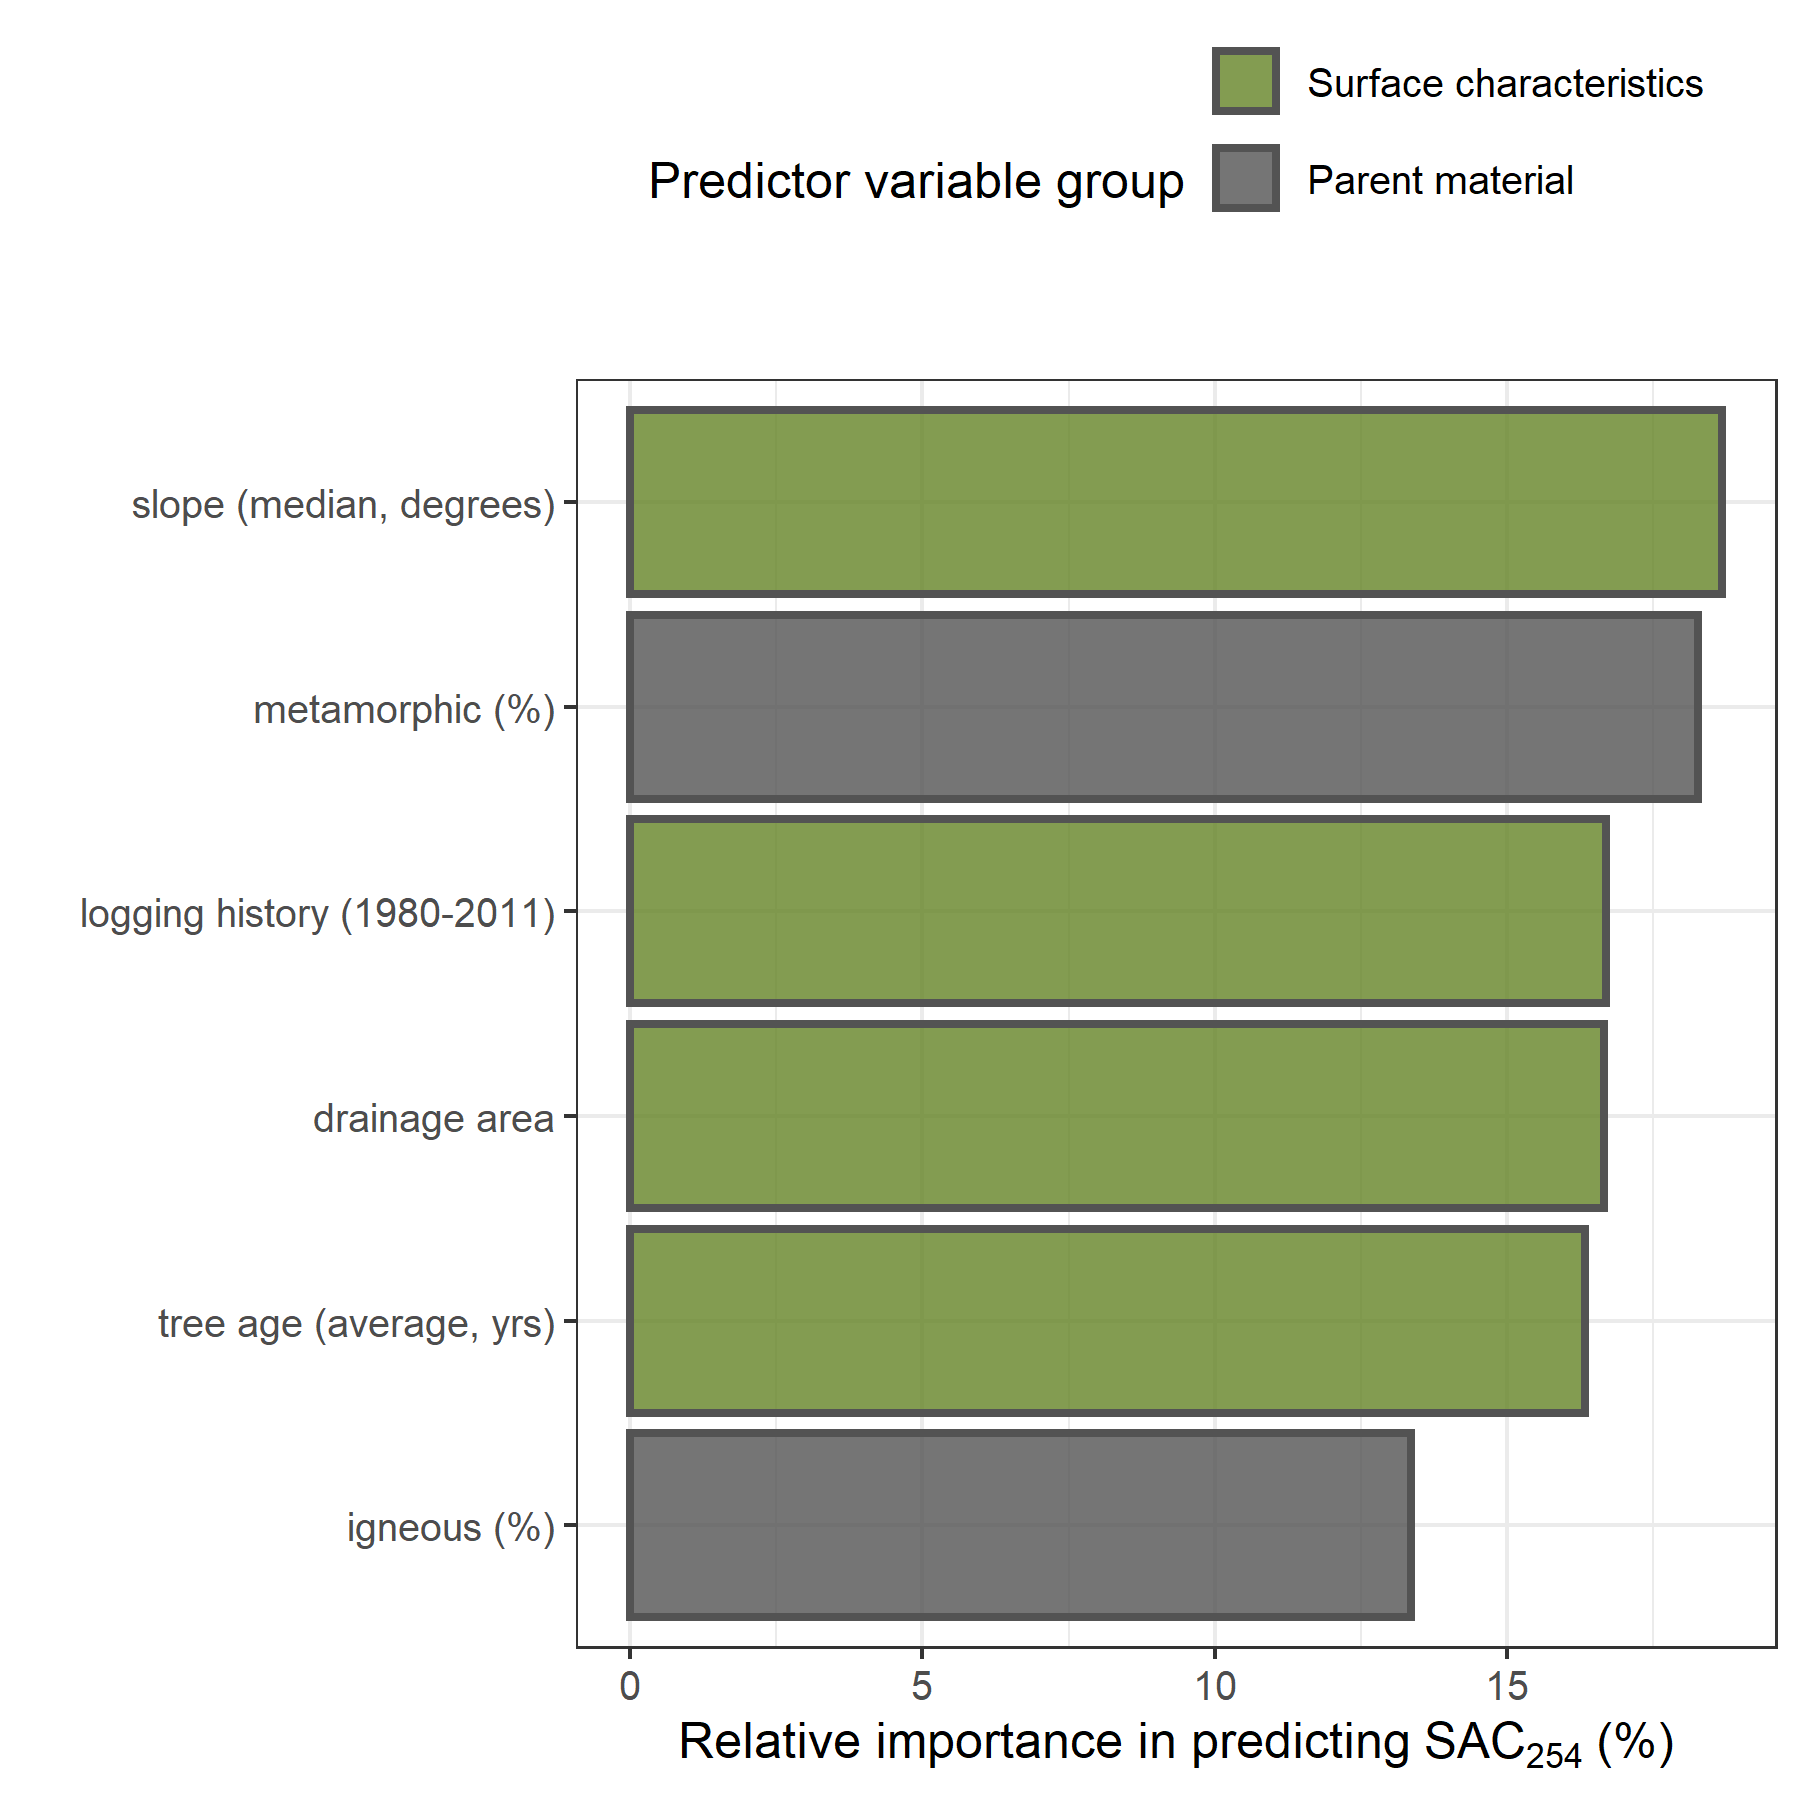 Surface characteristics
Predictor variable group
Parent material
slope (median, degrees)
metamorphic (%)
logging history (1980-2011)
drainage area
tree age (average, yrs)
igneous (%)
0 5 10 15
Relative importance in predicting SAC₂₅₄ (%)